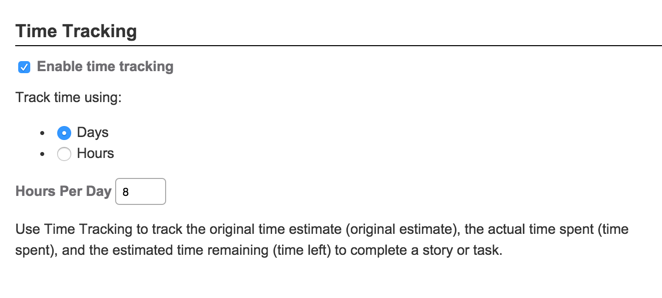 Time Tracking
Enable time tracking
Track time using:
Days
Hours
Hours Per Day 8
Use Time Tracking to track the original time estimate (original estimate), the actual time spent (time
spent), and the estimated time remaining (time left) to complete a story or task.